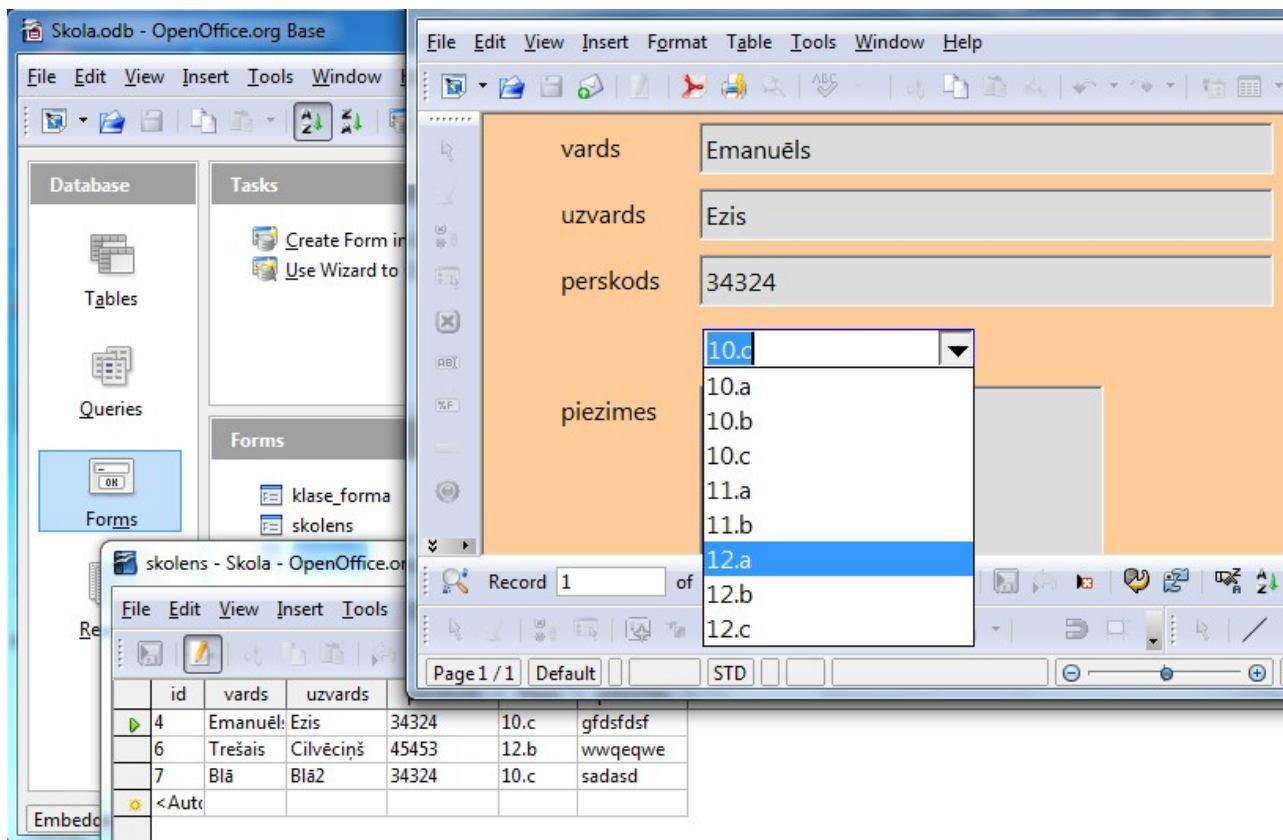 Skola.odb - OpenOffice.org Base
File Edit View Insert Tools Window
Database
Tables
Queries
Forms
Tasks
Create Form in
Use Wizard to
Forms
klase_forma
skolens
File Edit View Insert Format Table Tools Window Help
ABC
vards Emanuēls
uzvards Ezis
perskods 34324
10.c
10.a
10.b
10.c
11.a
11.b
12.a
12.b
12.c
piezimes
Record 1 of
Page 1 / 1 Default STD
skolens - Skola - OpenOffice.or
File Edit View Insert Tools
id vards uzvards
4 Emanuēl Ezis 34324 10.c gfdsfdsf
6 Trešais Cilvēciņš 45453 12.b wwqeqwe
7 Blā Blā2 34324 10.c sadasd
<Auto
Embedd